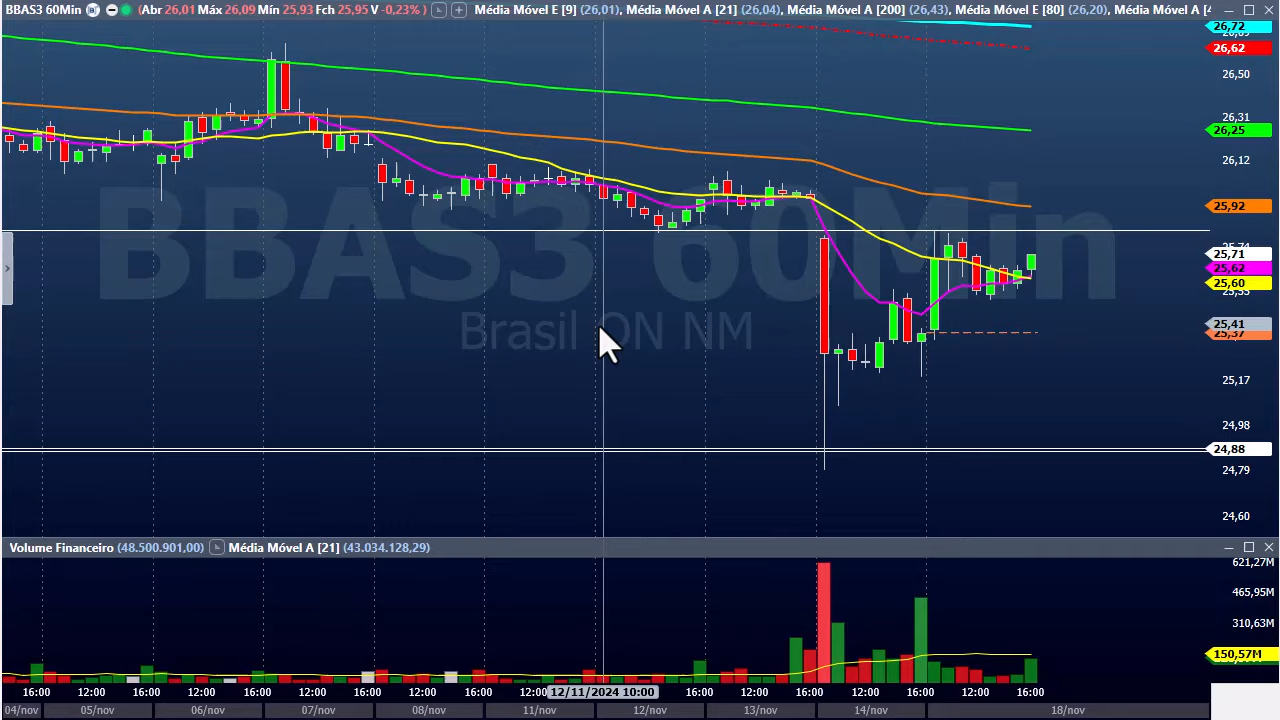 BBAS3 60Min (Abr 26,01 Máx 26,09 Mín 25,93 Fch 25,95 V -0,23% ) Média Móvel E [9] (26,01), Média Móvel A [21] (26,04), Média Móvel A [200] (26,43), Média Móvel E [80] (26,20), Média Móvel A [4
26,72
26,62
26,50
26,31
26,25
26,12
25,92
25,74
25,71
25,62
25,60
25,41
25,37
25,17
24,98
24,88
24,79
24,60
BBAS3 60Min
Brasil ON NM
Volume Financeiro (48.500.901,00) Média Móvel A [21] (43.034.128,29)
621,27M
465,95M
310,63M
150,57M
16:00 12:00 16:00 12:00 16:00 12:00 16:00 12:00 16:00 12:00 12/11/2024 10:00 16:00 12:00 16:00 12:00 16:00 12:00 16:00
04/nov 05/nov 06/nov 07/nov 08/nov 11/nov 12/nov 13/nov 14/nov 18/nov